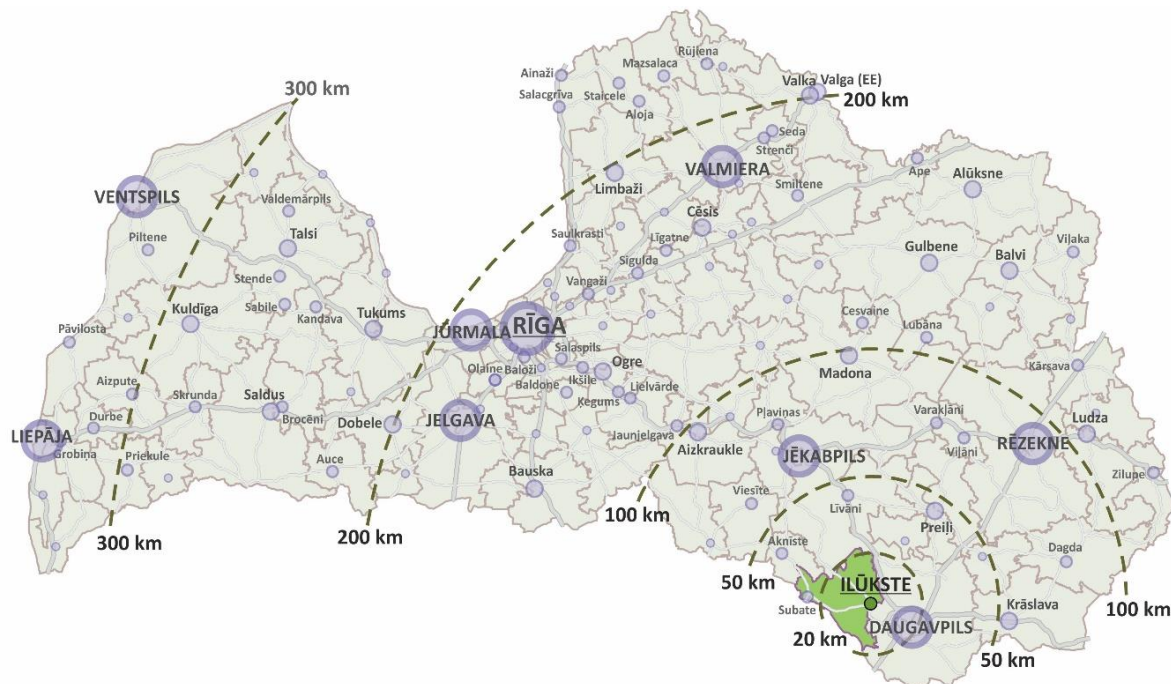 Rūjiena
Mazsalaca
Ainaži
Staicele
Valka
Valga (EE)
300 km
200 km
Salacgrīva
Aloja
Seda
Strenči
VALMIERA
Ape
Alūksne
VENTSPILS
Limbaži
Smiltene
Valdemārpils
Cēsis
Piltene
Talsi
Saulkrasti
Līgatne
Gulbene
Balvi
Viļaka
Stende
Sigulda
Vangaži
Kuldīga
Sabile
Kandava
Tukums
JŪRMALA
RĪGA
Cesvaine
Lubāna
Pāvilosta
Salaspils
Olaine
Baloži
Ogre
Madona
Kārsava
Aizpute
Baldone
Ikšķile
Ķegums
Lielvārde
Skrunda
Saldus
Brocēni
Durbe
Dobele
JELGAVA
Pļaviņas
Varakļāni
Ludza
LIEPĀJA
Grobiņa
Jaunjelgava
Aizkraukle
Viļāni
RĒZEKNE
Priekule
Auce
Bauska
JĒKABPILS
Zilupe
Viesīte
Līvāni
Preiļi
100 km
300 km
200 km
Akniste
Dagda
50 km
ILŪKSTE
Subate
Krāslava
100 km
DAUGAVPILS
20 km
50 km